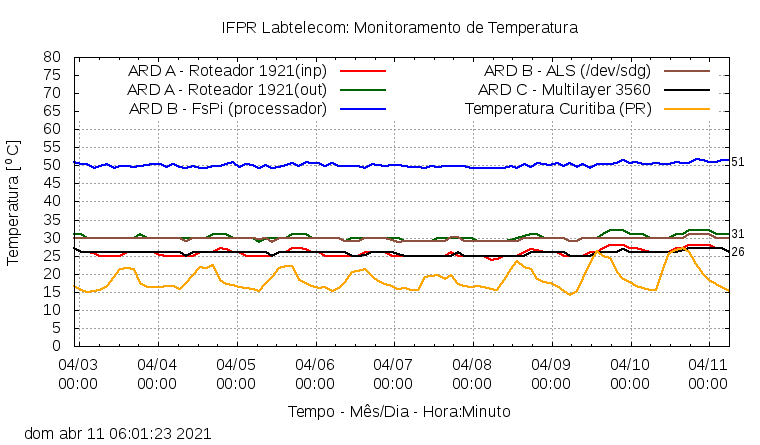 IFPR Labtelecom: Monitoramento de Temperatura
Temperatura [ ° C]
80
75
70
65
60
55
50
45
40
35
30
25
20
15
10
5
0
ARD A - Roteador 1921(inp)
ARD A - Roteador 1921(out)
ARD B - FsPi (processador)
ARD B - ALS (/dev/sdg)
ARD C - Multilayer 3560
Temperatura Curitiba (PR)
51
31
26
04/03 04/04 04/05 04/06 04/07 04/08 04/09 04/10 04/11
00:00 00:00 00:00 00:00 00:00 00:00 00:00 00:00 00:00
Tempo - Mês/Dia - Hora:Minuto
dom abr 11 06:01:23 2021